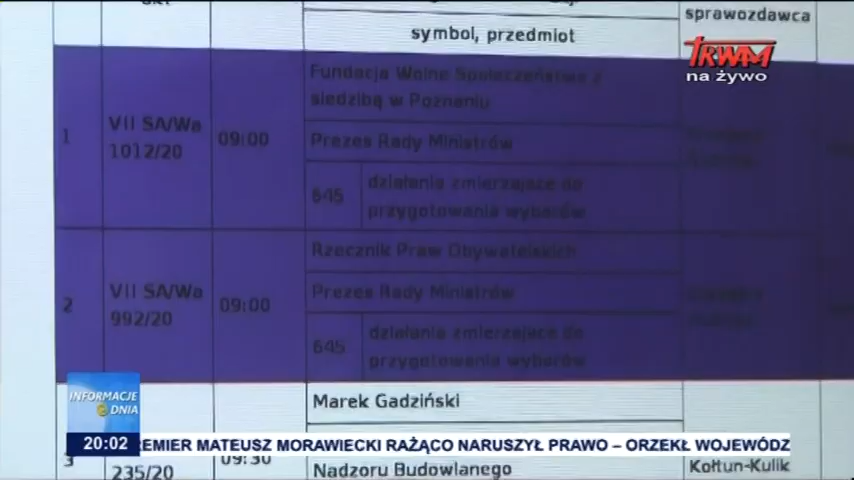 sprawozdawca
symbol, przedmiot
TRWAM
na żywo
Fundacja Wolne Społeczeństwo z
siedzibą w Poznaniu
1
VII SA/Wa
1012/20
09:00
Prezes Rady Ministrów
645
działania zmierzające do
przygotowania wyborów
2
VII SA/Wa
992/20
09:00
Rzecznik Praw Obywatelskich
Prezes Rady Ministrów
645
działania zmierzające do
przygotowania wyborów
Marek Gadziński
INFORMACJE
DNIA
20:02
REMIER MATEUSZ MORAWIECKI RAŻĄCO NARUSZYŁ PRAWO – ORZEKŁ WOJEWÓDZ
3
235/20
09:30
Nadzoru Budowlanego
Kołtun-Kulik